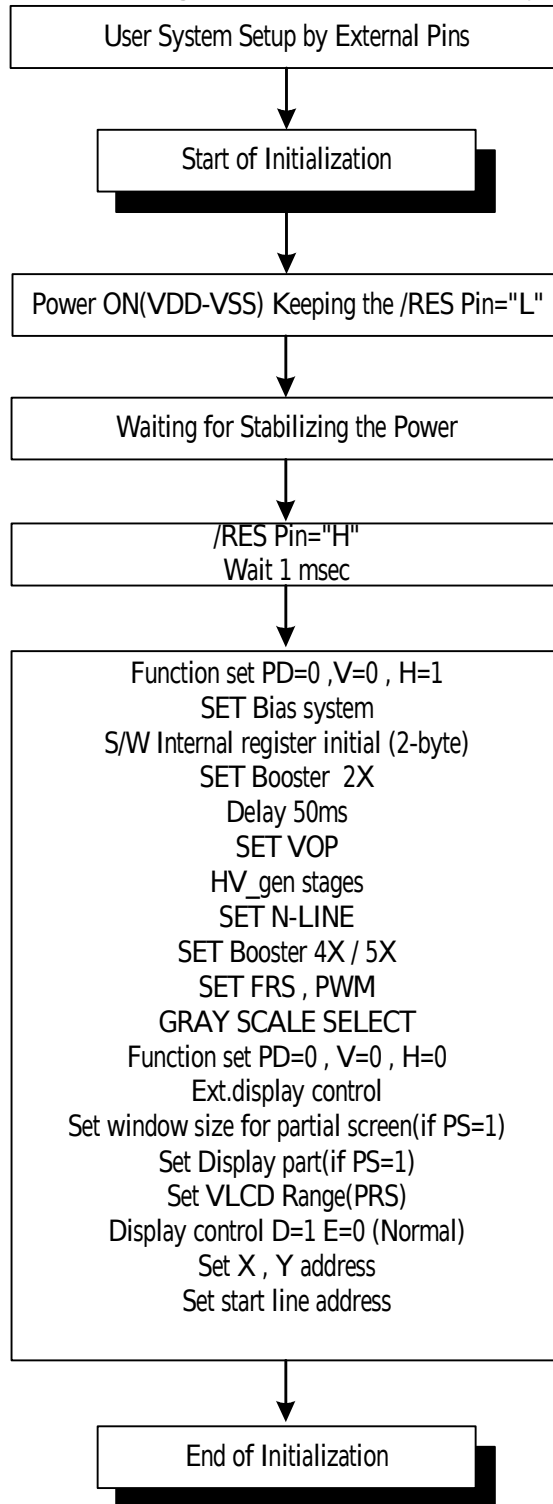 User System Setup by External Pins
Start of Initialization
Power ON(VDD-VSS) Keeping the /RES Pin="L"
Waiting for Stabilizing the Power
/RES Pin="H"
Wait 1 msec
Function set PD=0 ,V=0 , H=1
SET Bias system
S/W Internal register initial (2-byte)
SET Booster 2X
Delay 50ms
SET VOP
HV_gen stages
SET N-LINE
SET Booster 4X / 5X
SET FRS , PWM
GRAY SCALE SELECT
Function set PD=0 , V=0 , H=0
Ext.display control
Set window size for partial screen(if PS=1)
Set Display part(if PS=1)
Set VLCD Range(PRS)
Display control D=1 E=0 (Normal)
Set X , Y address
Set start line address
End of Initialization